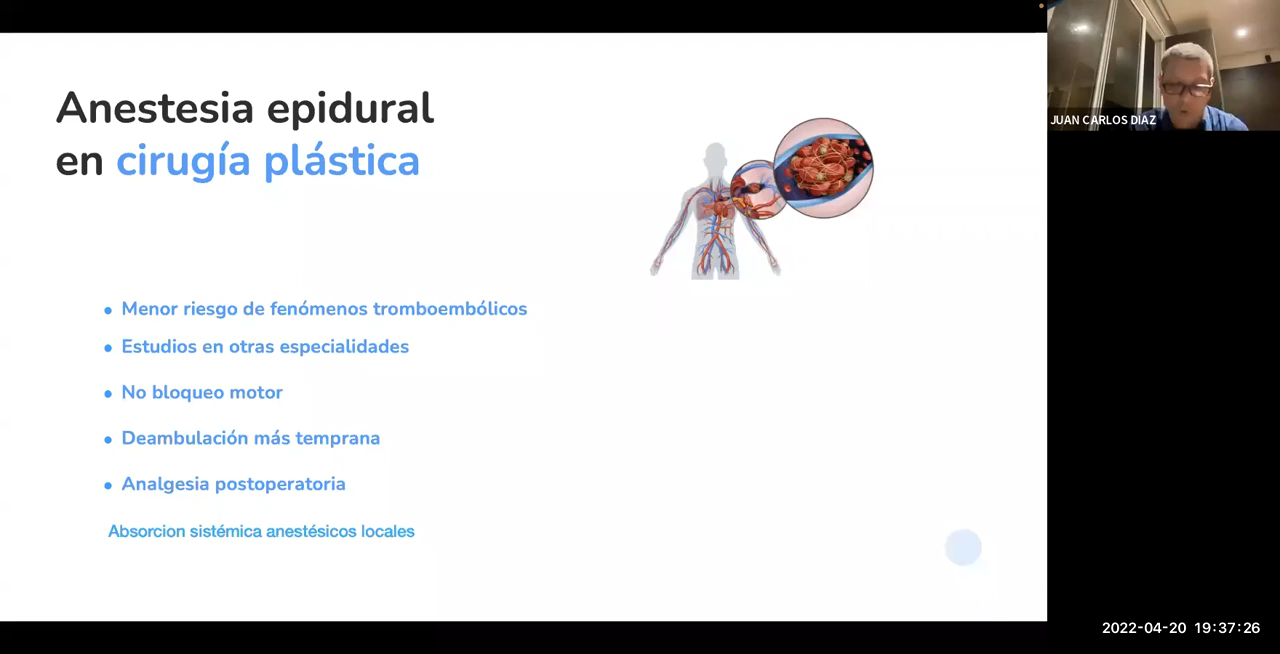 Anestesia epidural
en cirugía plástica
• Menor riesgo de fenómenos tromboembólicos
• Estudios en otras especialidades
• No bloqueo motor
• Deambulación más temprana
• Analgesia postoperatoria
Absorcion sistémica anestésicos locales
JUAN CARLOS DIAZ
2022-04-20 19:37:26